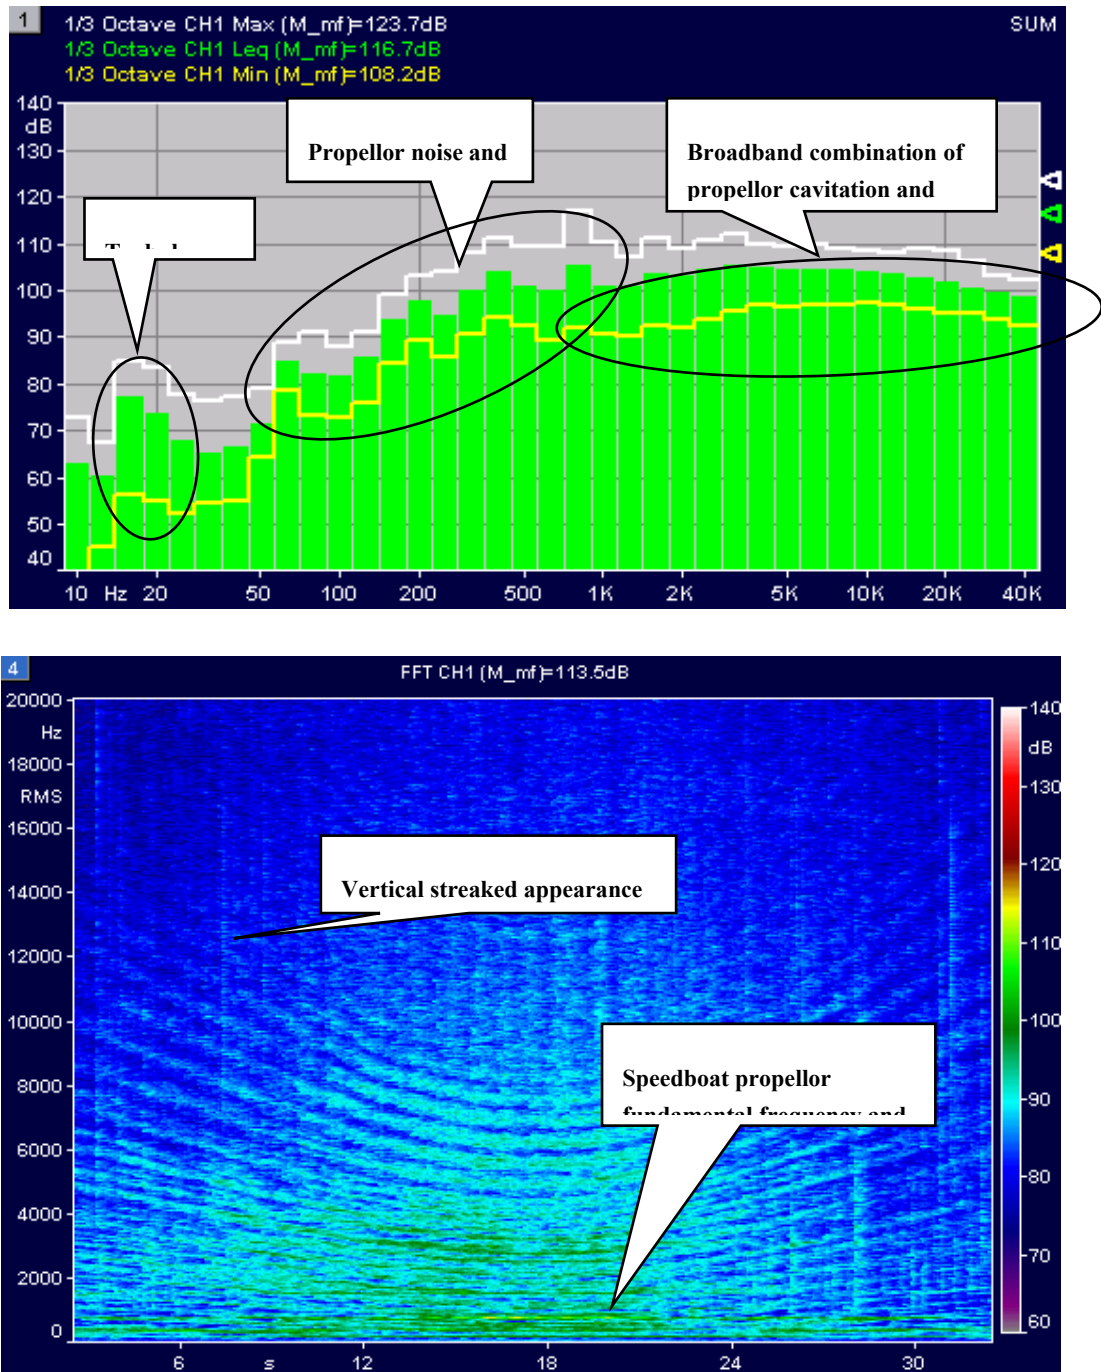 1
1/3 Octave CH1 Max (M_mf)=123.7dB
SUM
1/3 Octave CH1 Leq (M_mf)=116.7dB
1/3 Octave CH1 Min (M_mf)=108.2dB
140
dB
130
120
110
100
90
80
70
60
50
40
Propellor noise and
Broadband combination of
propellor cavitation and
10 Hz 20 50 100 200 500 1K 2K 5K 10K 20K 40K
4
FFT CH1 (M_mf)=113.5dB
20000
Hz
18000
RMS
16000
14000
12000
10000
8000
6000
4000
2000
0
Vertical streaked appearance
Speedboat propellor
fundamental frequency and
140
dB
130
120
110
100
90
80
70
60
6 s 12 18 24 30